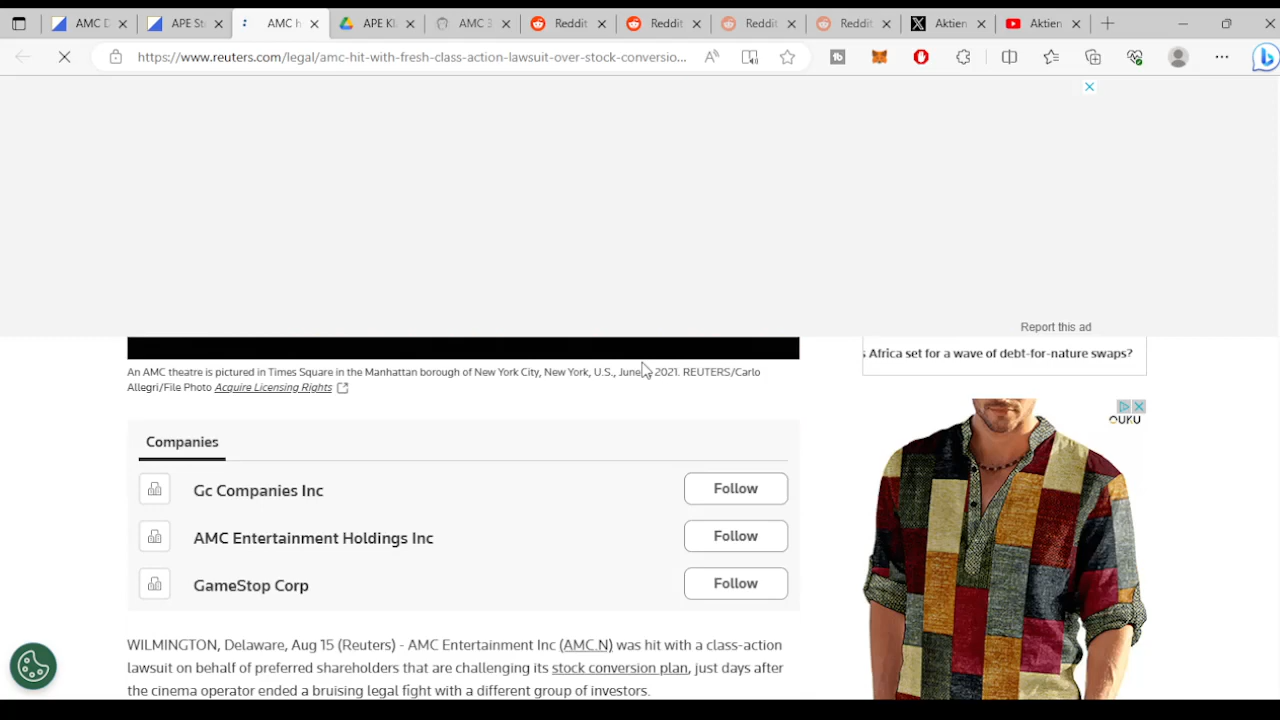 AMC D
APE St
AMC h
APE Kl
AMC 3
Reddit
Reddit
Reddit
Reddit
Aktien
Aktien
https://www.reuters.com/legal/amc-hit-with-fresh-class-action-lawsuit-over-stock-conversio...
Report this ad
s Africa set for a wave of debt-for-nature swaps?
An AMC theatre is pictured in Times Square in the Manhattan borough of New York City, New York, U.S., June 2021. REUTERS/Carlo
Allegri/File Photo Acquire Licensing Rights
OUKU
Companies
Gc Companies Inc
Follow
AMC Entertainment Holdings Inc
Follow
GameStop Corp
Follow
WILMINGTON, Delaware, Aug 15 (Reuters) - AMC Entertainment Inc (AMC.N) was hit with a class-action
lawsuit on behalf of preferred shareholders that are challenging its stock conversion plan, just days after
the cinema operator ended a bruising legal fight with a different group of investors.